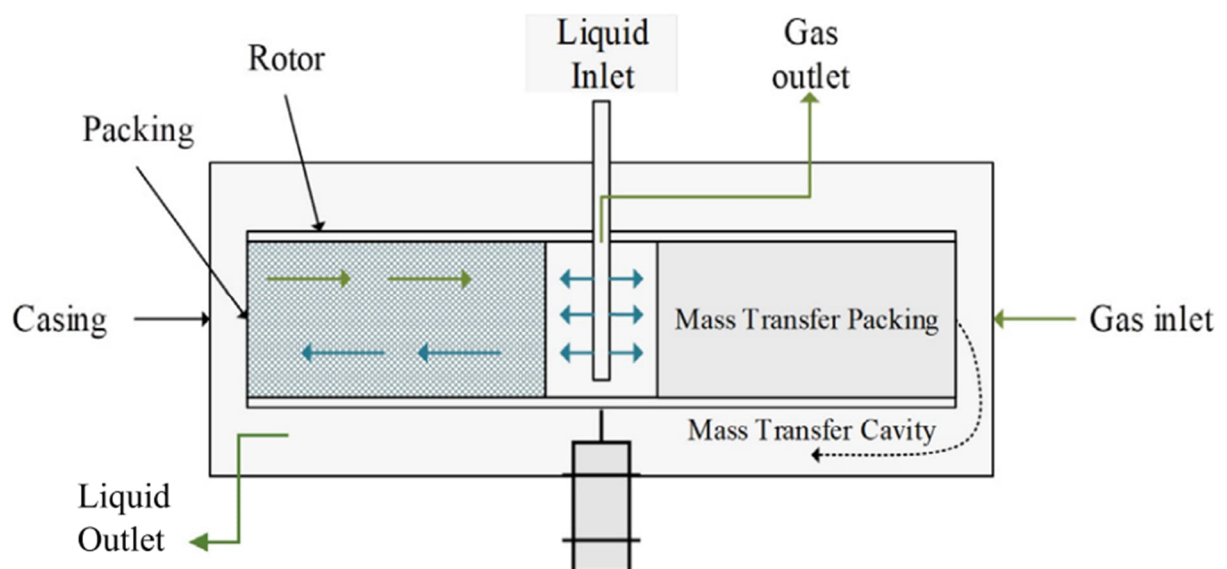 Liquid
Inlet
Gas
outlet
Rotor
Packing
Casing
Mass Transfer Packing
Gas inlet
Mass Transfer Cavity
Liquid
Outlet